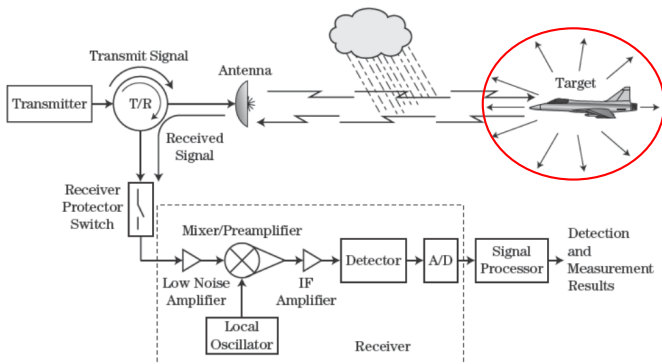 Transmit Signal
Antenna
Target
Transmitter
T/R
Received
Signal
Receiver
Protector
Switch
Mixer/Preamplifier
Detector
A/D
Signal
Processor
Detection
and
Measurement
Results
Low Noise
Amplifier
IF
Amplifier
Local
Oscillator
Receiver